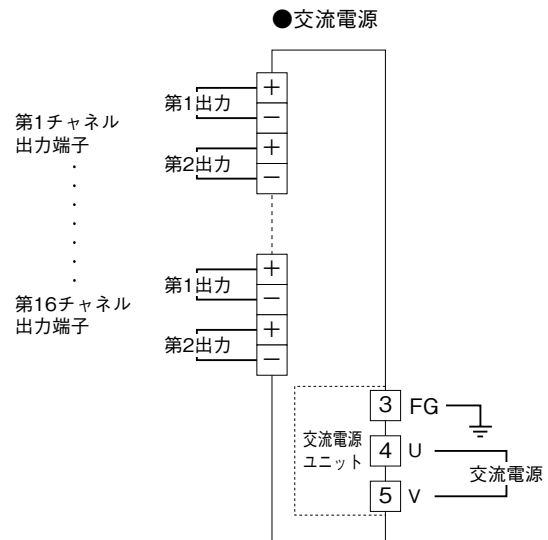 ●交流電源
第1チャネル
出力端子
第1出力
+
−
第2出力
+
−
第16チャネル
出力端子
第1出力
+
−
第2出力
+
−
交流電源
ユニット
3 FG
4 U
5 V
交流電源